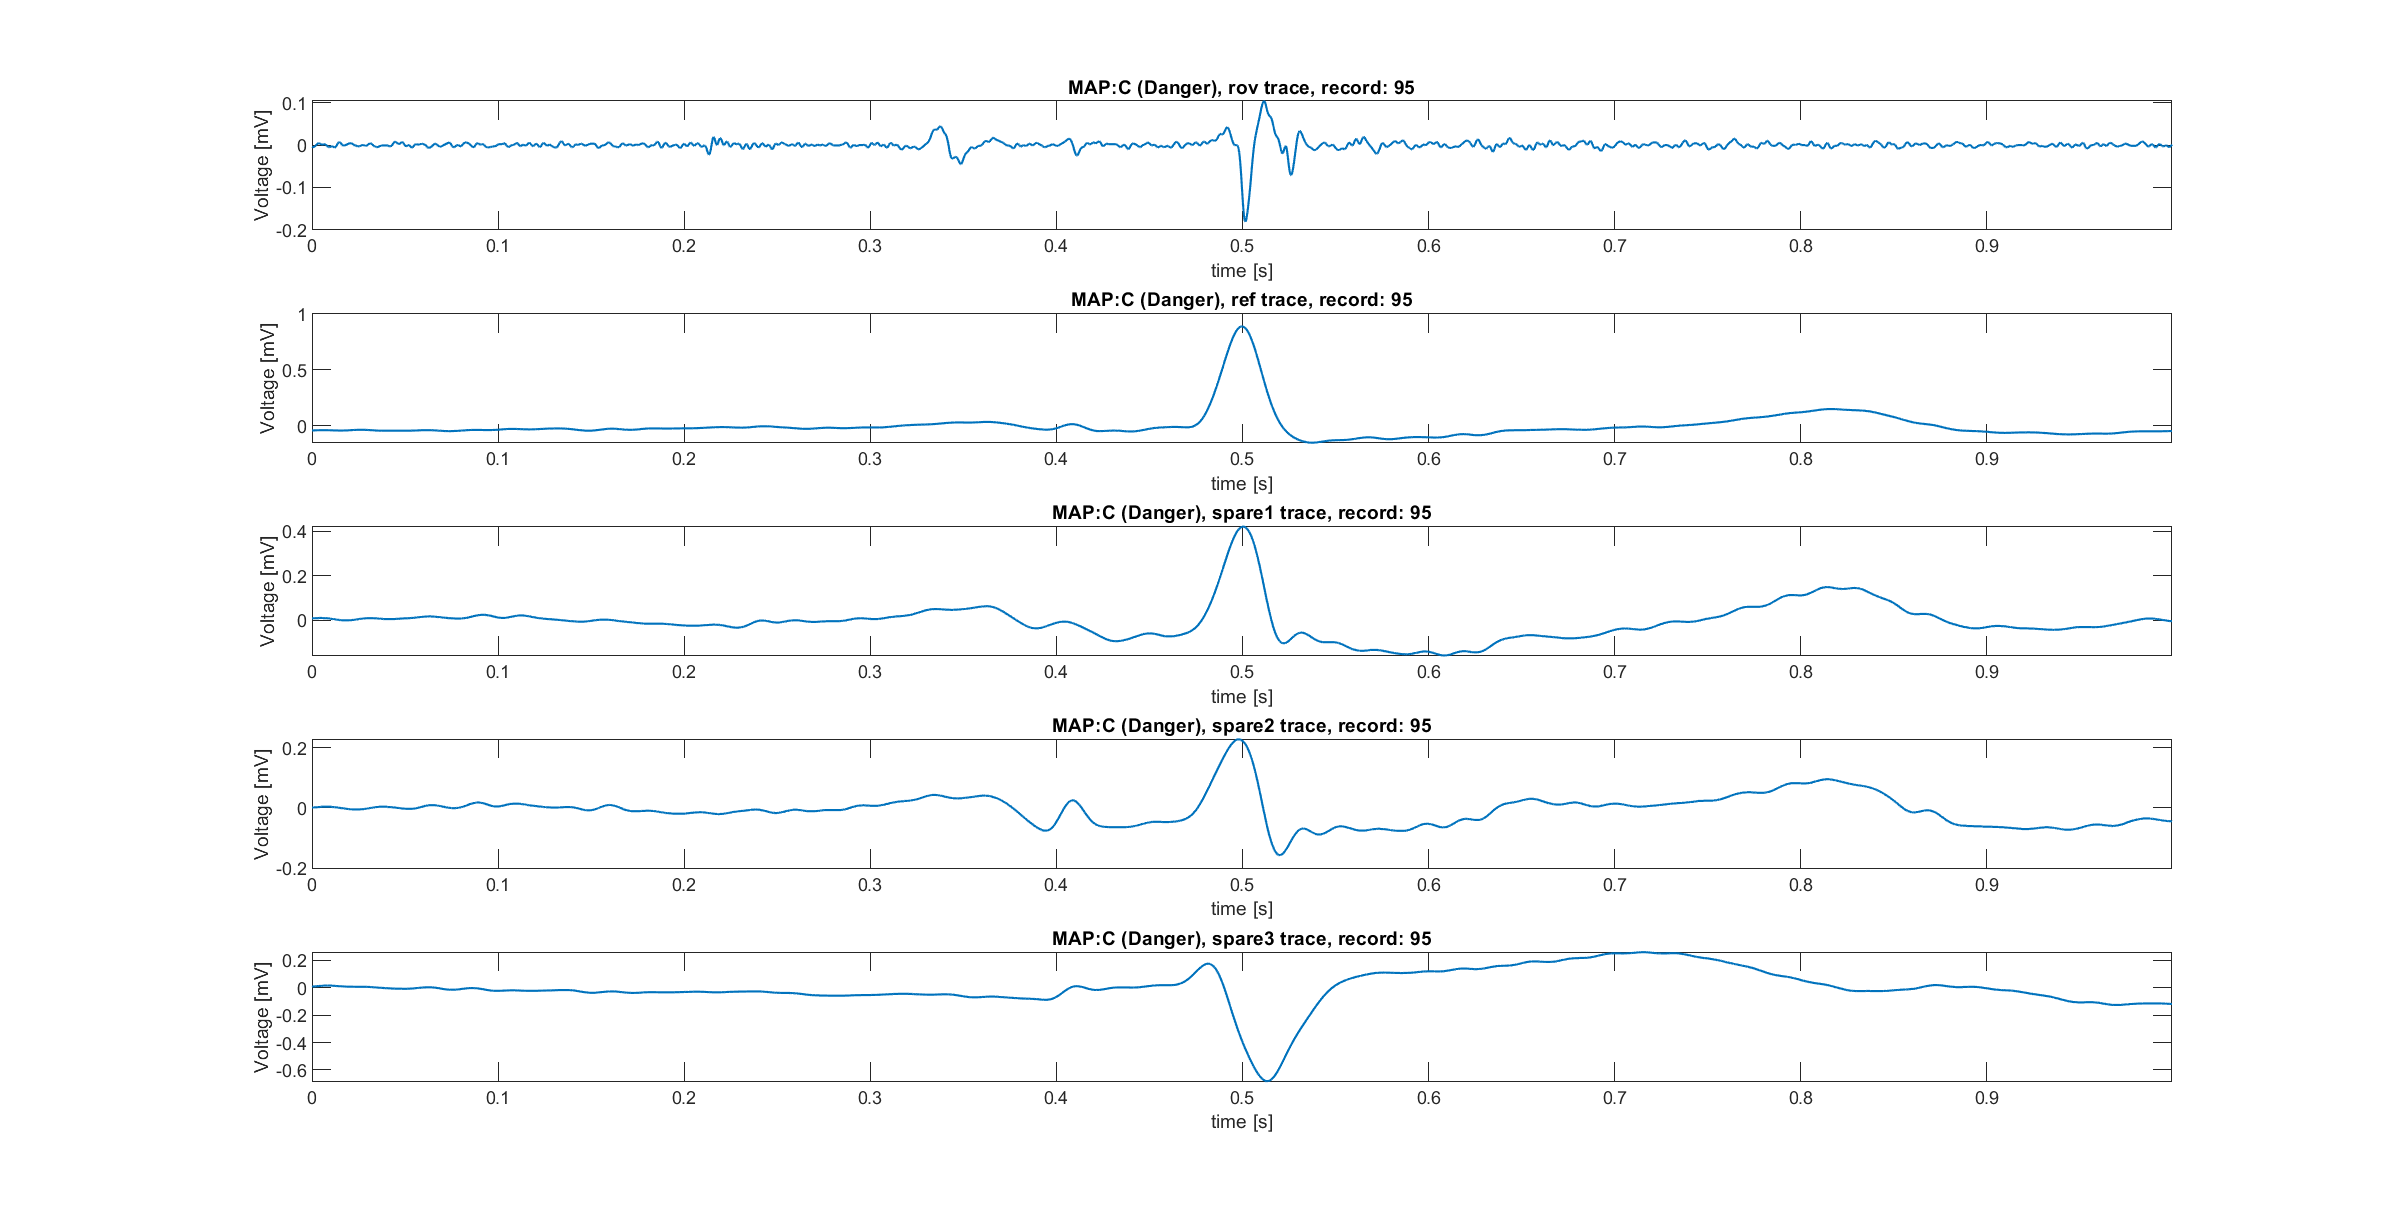 MAP:C (Danger), rov trace, record: 95
Voltage [mV]
0.1
0
-0.1
-0.2
0 0.1 0.2 0.3 0.4 0.5 0.6 0.7 0.8 0.9
time [s]
MAP:C (Danger), ref trace, record: 95
Voltage [mV]
1
0.5
0
0 0.1 0.2 0.3 0.4 0.5 0.6 0.7 0.8 0.9
time [s]
MAP:C (Danger), spare1 trace, record: 95
Voltage [mV]
0.4
0.2
0
0 0.1 0.2 0.3 0.4 0.5 0.6 0.7 0.8 0.9
time [s]
MAP:C (Danger), spare2 trace, record: 95
Voltage [mV]
0.2
0
-0.2
0 0.1 0.2 0.3 0.4 0.5 0.6 0.7 0.8 0.9
time [s]
MAP:C (Danger), spare3 trace, record: 95
Voltage [mV]
0.2
0
-0.2
-0.4
-0.6
0 0.1 0.2 0.3 0.4 0.5 0.6 0.7 0.8 0.9
time [s]